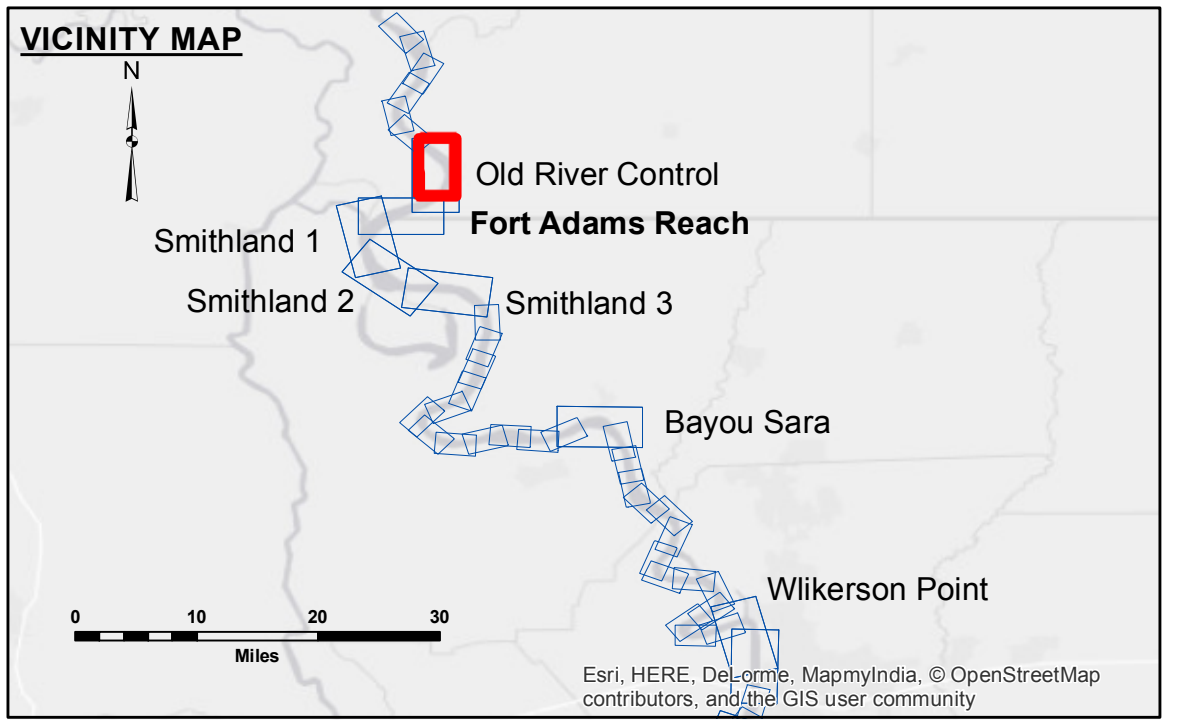 VICINITY MAP
N
Old River Control
Fort Adams Reach
Smithland 1
Smithland 2
Smithland 3
Bayou Sara
Wlikerson Point
0 10 20 30
Miles
Esri, HERE, DeLorme, MapmyIndia, © OpenStreetMap
contributors, and the GIS user community